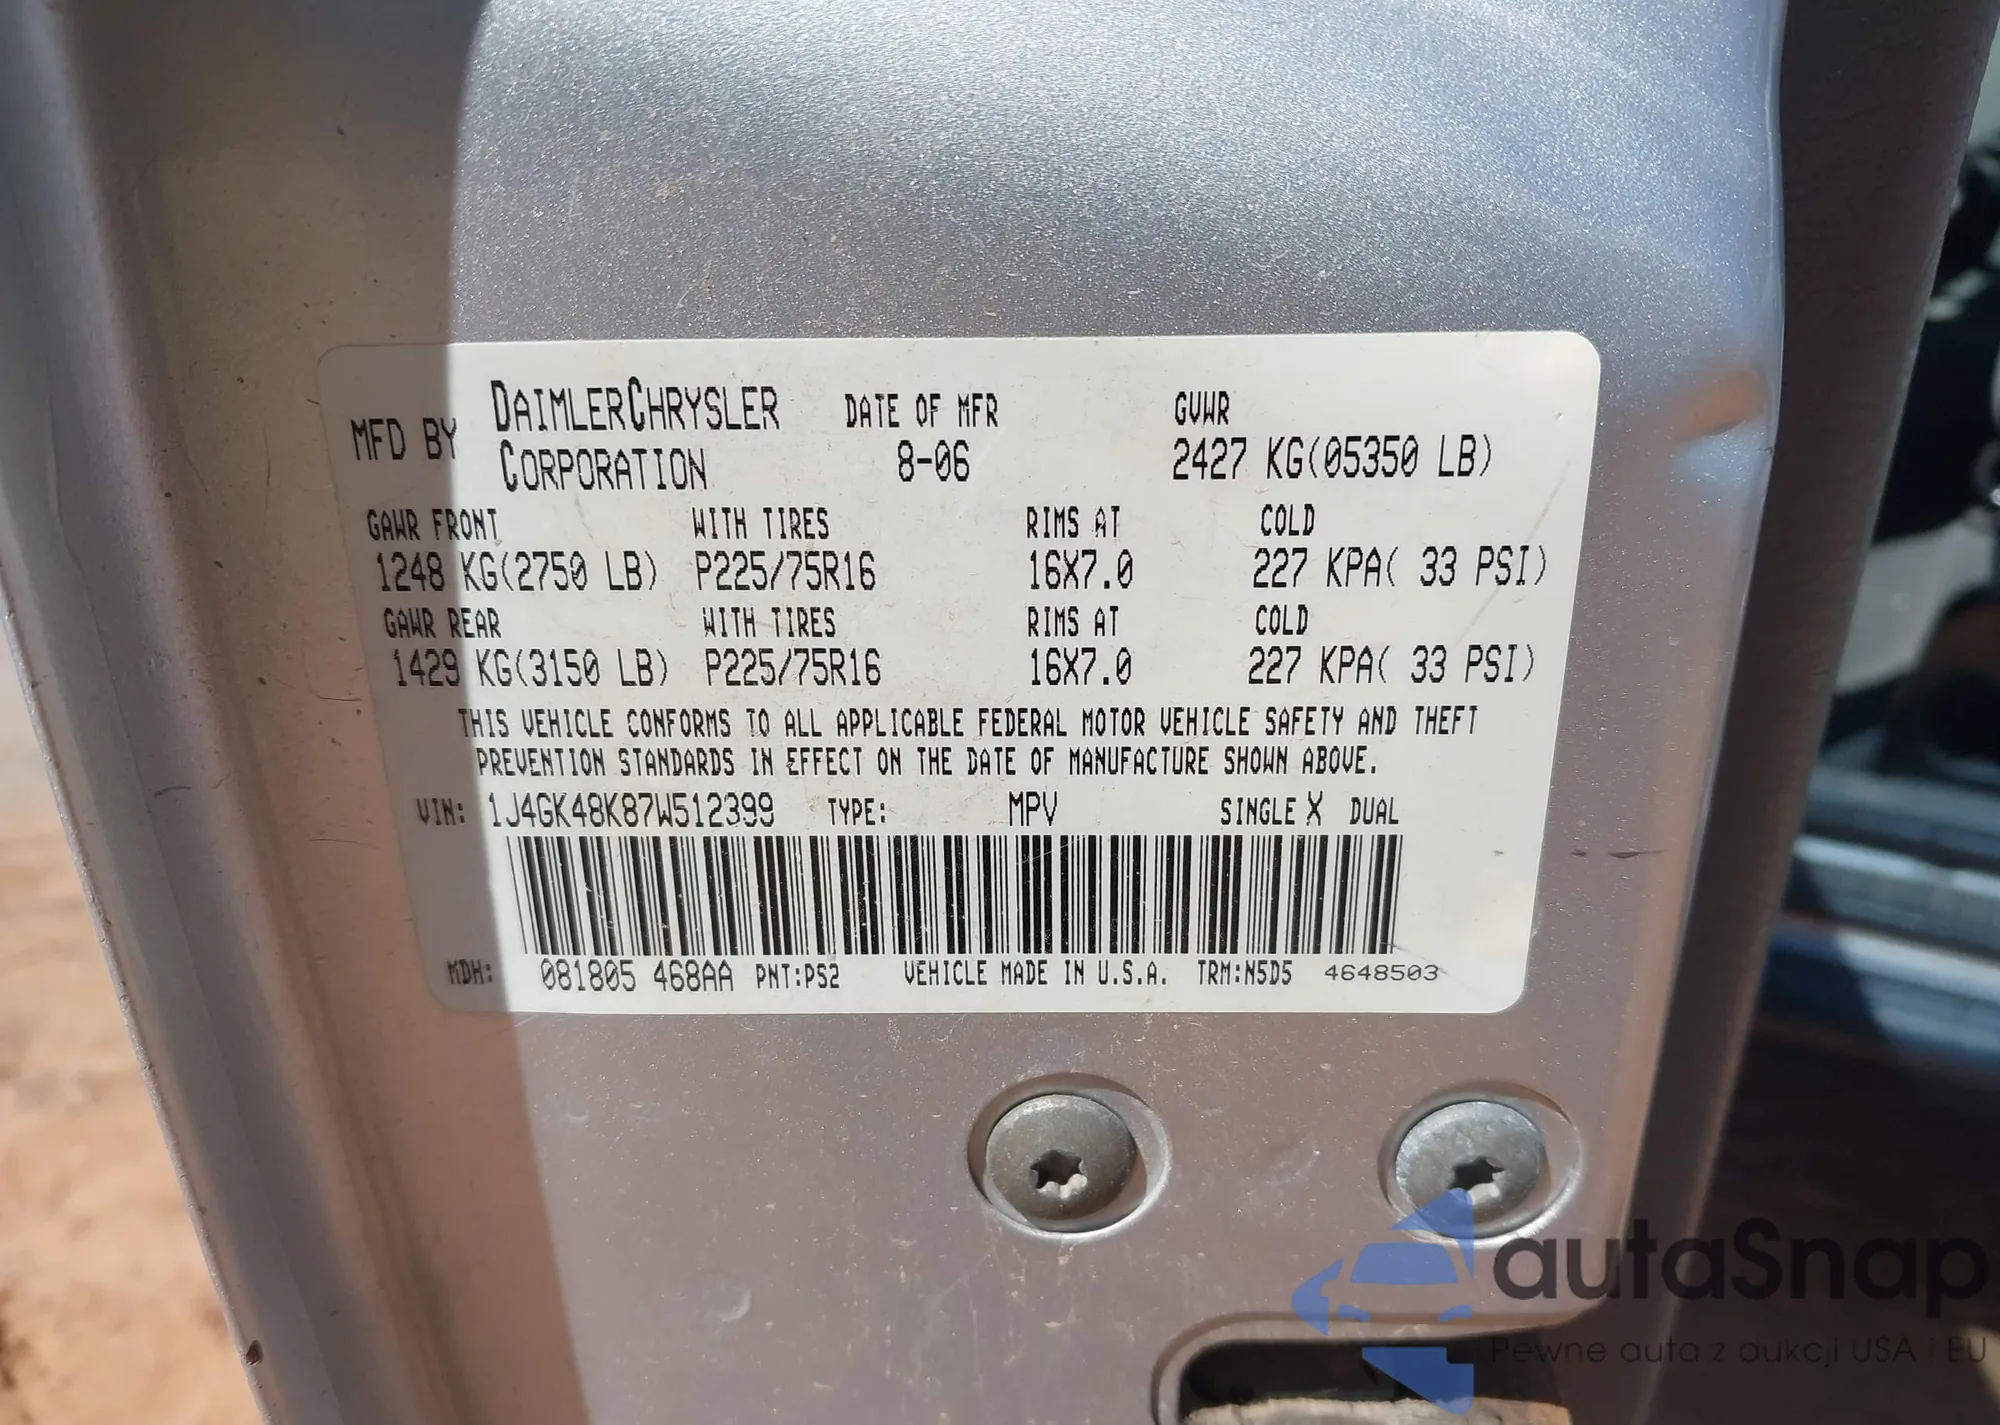 MFD BY DAIMLERCHRYSLER CORPORATION DATE OF MFR 8-06 GVWR 2427 KG(05350 LB)
GAWR FRONT WITH TIRES RIMS AT COLD
1248 KG(2750 LB) P225/75R16 16X7.0 227 KPA( 33 PSI)
GAWR REAR WITH TIRES RIMS AT COLD
1429 KG(3150 LB) P225/75R16 16X7.0 227 KPA( 33 PSI)
THIS VEHICLE CONFORMS TO ALL APPLICABLE FEDERAL MOTOR VEHICLE SAFETY AND THEFT
PREVENTION STANDARDS IN EFFECT ON THE DATE OF MANUFACTURE SHOWN ABOVE.
VIN: 1J4GK48K87W512399 TYPE: MPV SINGLE X DUAL
MDH: 081805 468AA PNT:PS2 VEHICLE MADE IN U.S.A. TRM:N5D5 4648503
autaSnap
Pewne auta z aukcji USA i EU